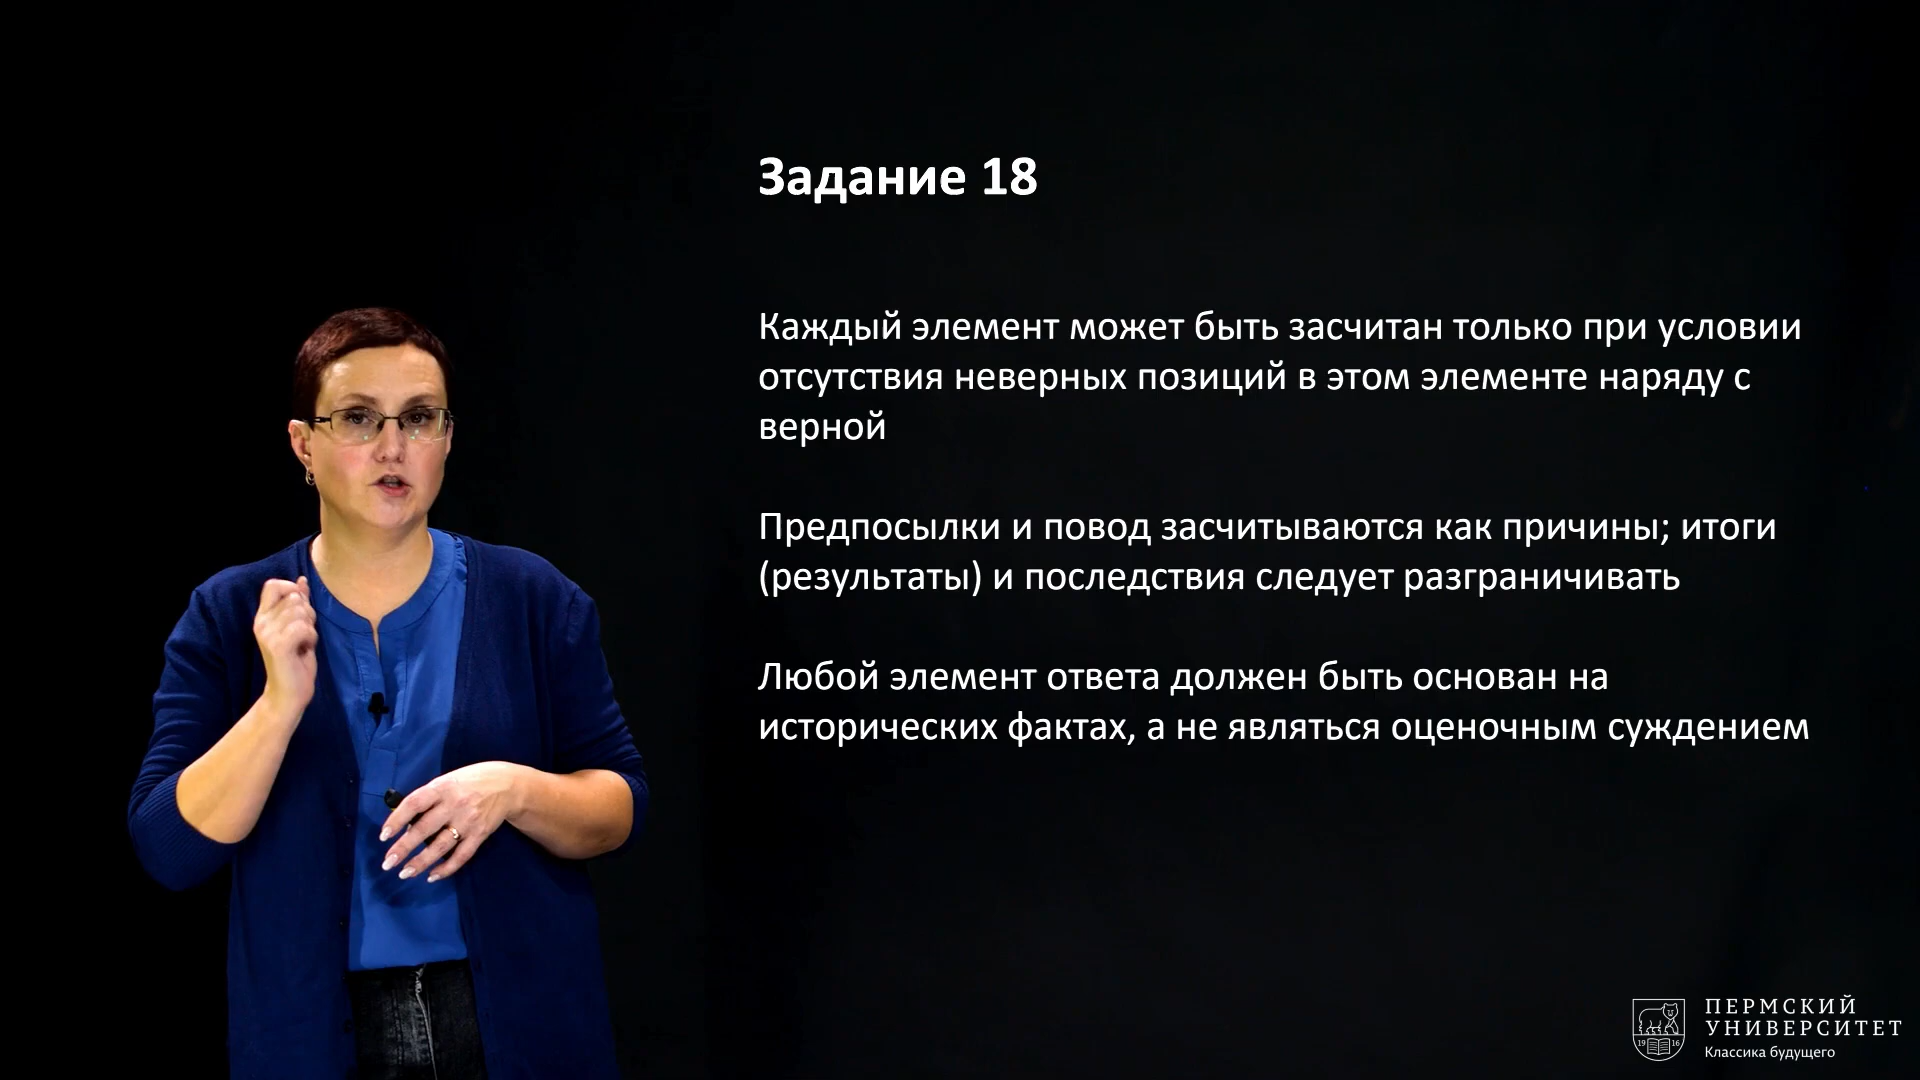 Задание 18
Каждый элемент может быть засчитан только при условии
отсутствия неверных позиций в этом элементе наряду с
верной
Предпосылки и повод засчитываются как причины; итоги
(результаты) и последствия следует разграничивать
Любой элемент ответа должен быть основан на
исторических фактах, а не являться оценочным суждением
19 16
ПЕРМСКИЙ
УНИВЕРСИТЕТ
Классика будущего